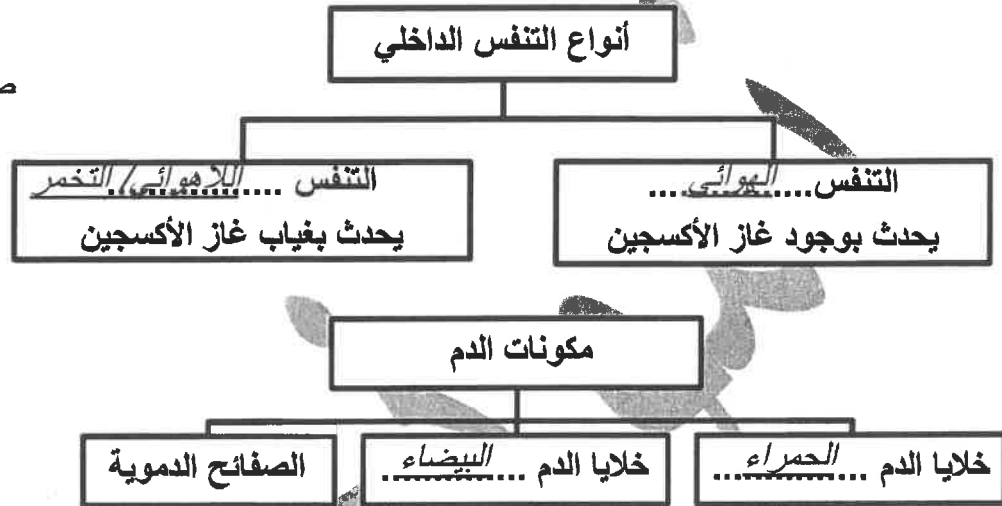 أنواع التنفس الداخلي
التنفس....الهوائي....
يحدث بوجود غاز الأكسجين
التنفس ....اللاهوائي/التخمر
يحدث بغياب غاز الأكسجين
مكونات الدم
خلايا الدم ...الحمراء...
خلايا الدم ...البيضاء...
الصفائح الدموية